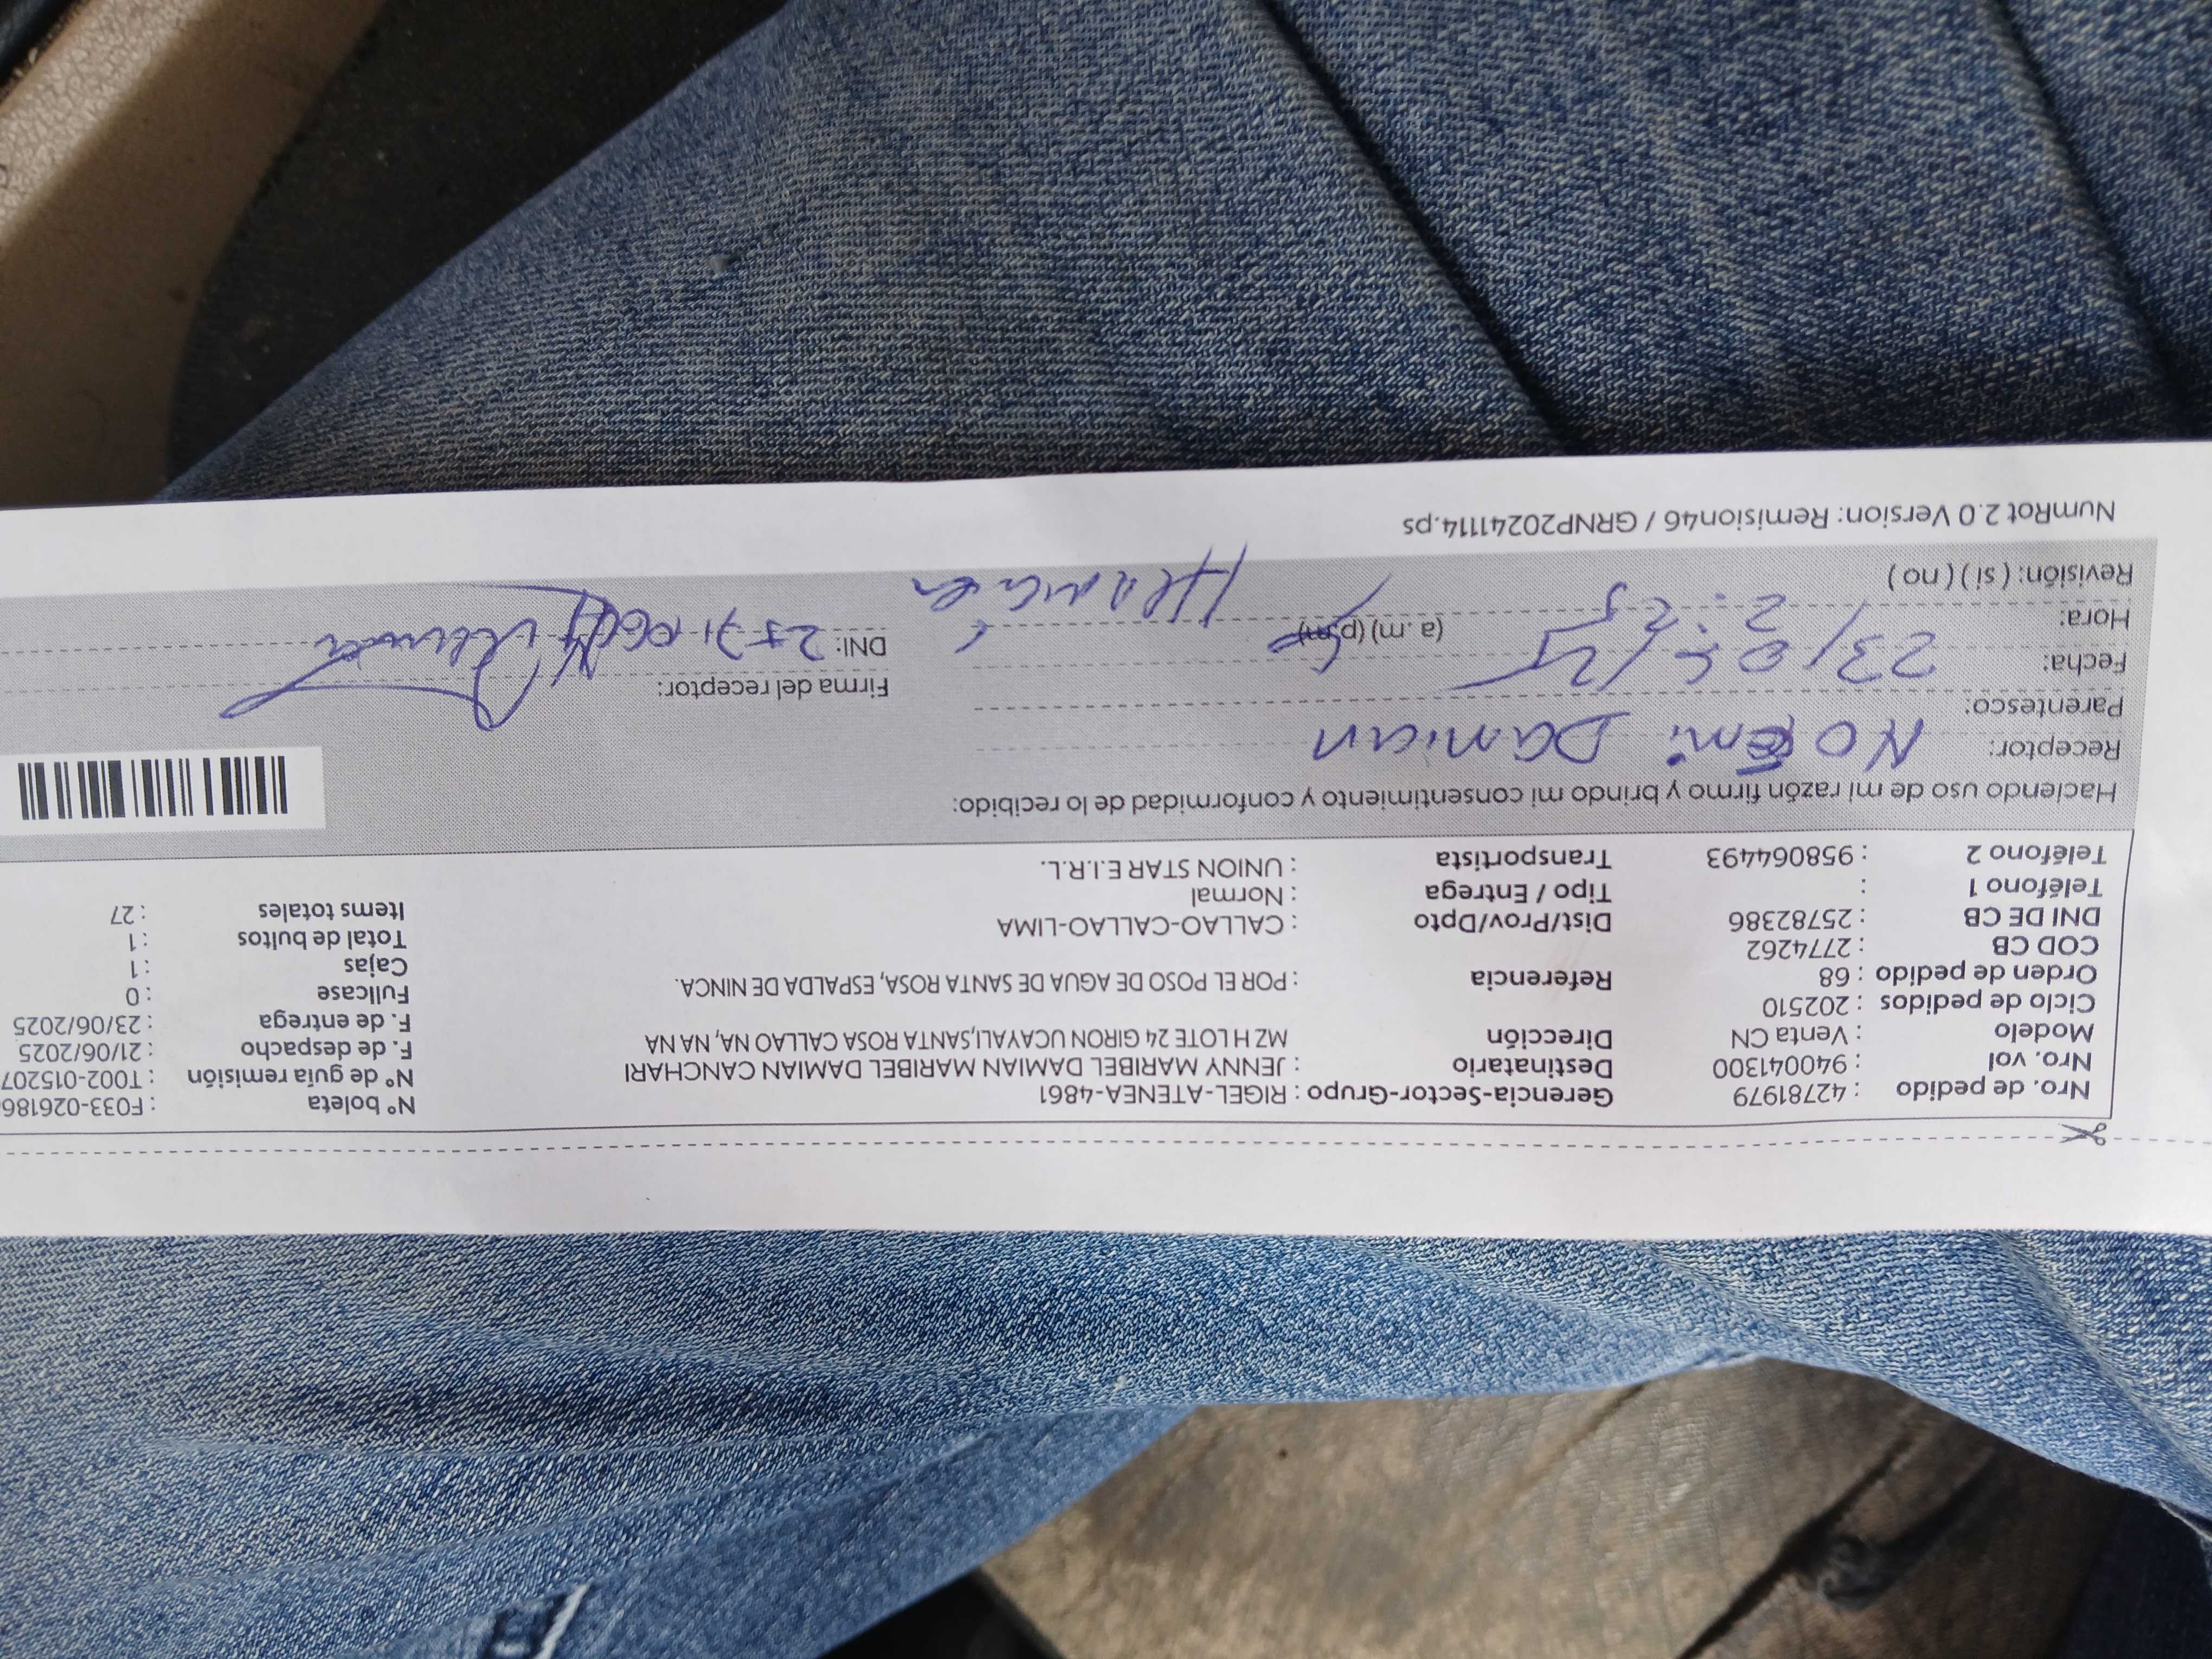 Nro. de pedido : 42781979 Gerencia-Sector-Grupo : RIGEL-ATENEA-4861 N° boleta : F033-026186
Nro. vol : 9400041300 Destinatario : JENNY MARIBEL DAMIAN MARIBEL DAMIAN CANCHARI N° de guía remisión : T002-015207
Modelo : Venta CN Dirección MZ H LOTE 24 GIRON UCAYALI,SANTA ROSA CALLAO NA, NA NA F. de despacho : 21/06/2025
Ciclo de pedidos : 202510 F. de entrega : 23/06/2025
Orden de pedido : 68 Referencia : POR EL POSO DE AGUA DE SANTA ROSA, ESPALDA DE NINCA. Fullcase : 0
COD CB : 2774262 Cajas : 1
DNI DE CB : 25782386 Dist/Prov/Dpto : CALLAO-CALLAO-LIMA Total de bultos : 1
Teléfono 1 : Tipo / Entrega : Normal Items totales : 27
Teléfono 2 : 958064493 Transportista : UNION STAR E.I.R.L.
Haciendo uso de mi razón firmo y brindo mi consentimiento y conformidad de lo recibido:
Receptor: NOEmi Damian
Parentesco: Firma del receptor:
Fecha: 23/ DNI:
Hora: (a. m) (p.m)
Revisión: ( si ) ( no )
NumRot 2.0 Version: Remision46 / GRNP20241114.ps